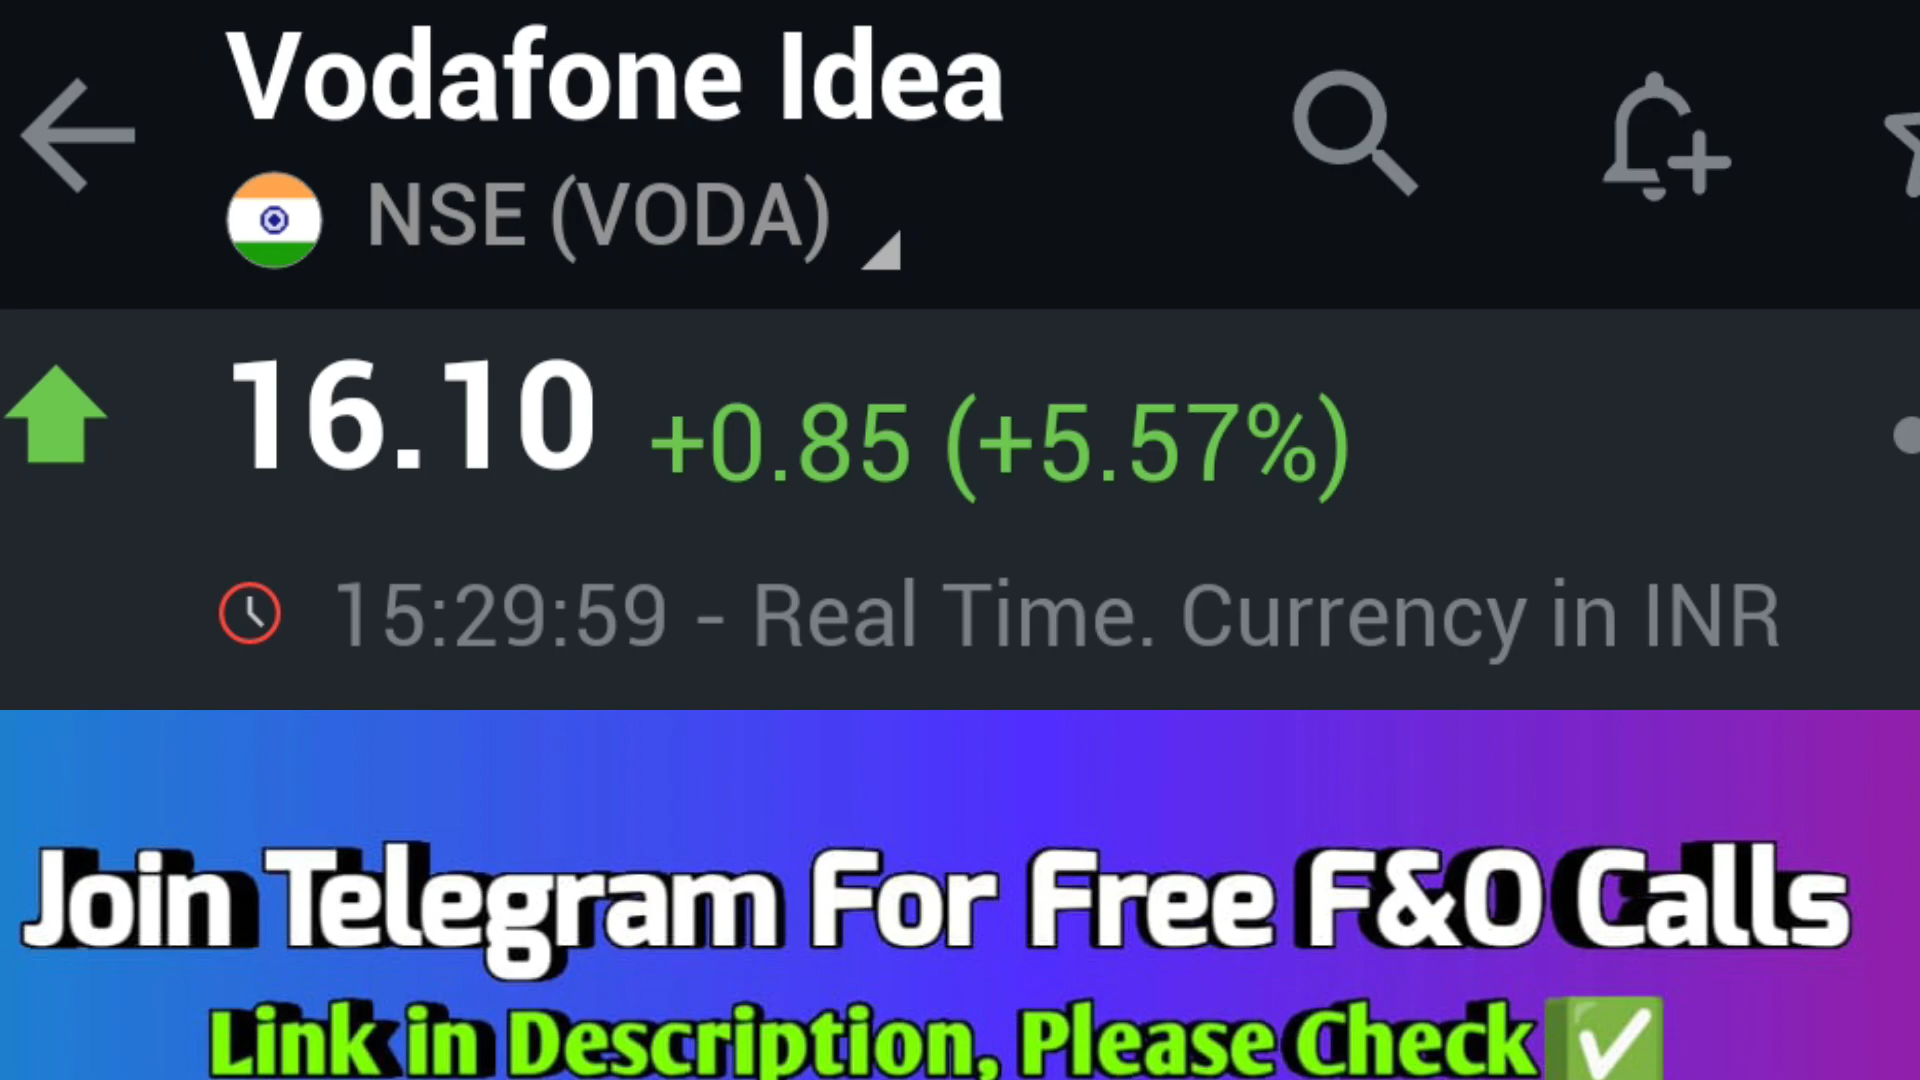 Vodafone Idea
NSE (VODA)
16.10 +0.85 (+5.57%)
15:29:59 - Real Time. Currency in INR
Join Telegram For Free F&O Calls
Link in Description, Please Check ✅